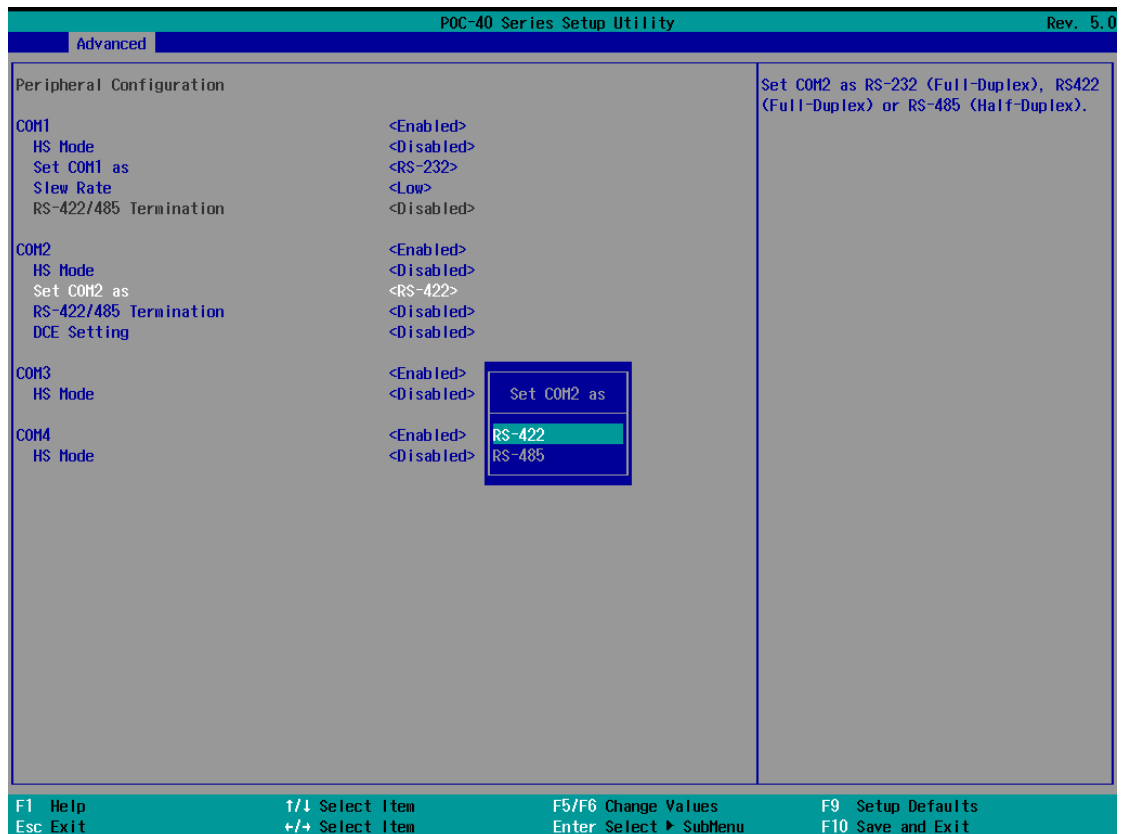 POC-40 Series Setup Utility Rev. 5.0
Advanced
Peripheral Configuration
Set COM2 as RS-232 (Full-Duplex), RS422
(Full-Duplex) or RS-485 (Half-Duplex).
COM1 <Enabled>
HS Mode <Disabled>
Set COM1 as <RS-232>
Slew Rate <Low>
RS-422/485 Termination <Disabled>
COM2 <Enabled>
HS Mode <Disabled>
Set COM2 as <RS-422>
RS-422/485 Termination <Disabled>
DCE Setting <Disabled>
COM3 <Enabled>
HS Mode <Disabled>
COM4 <Enabled>
HS Mode <Disabled>
Set COM2 as
RS-422
RS-485
F1 Help ↑/↓ Select Item F5/F6 Change Values F9 Setup Defaults
Esc Exit ←/→ Select Item Enter Select ▶ SubMenu F10 Save and Exit